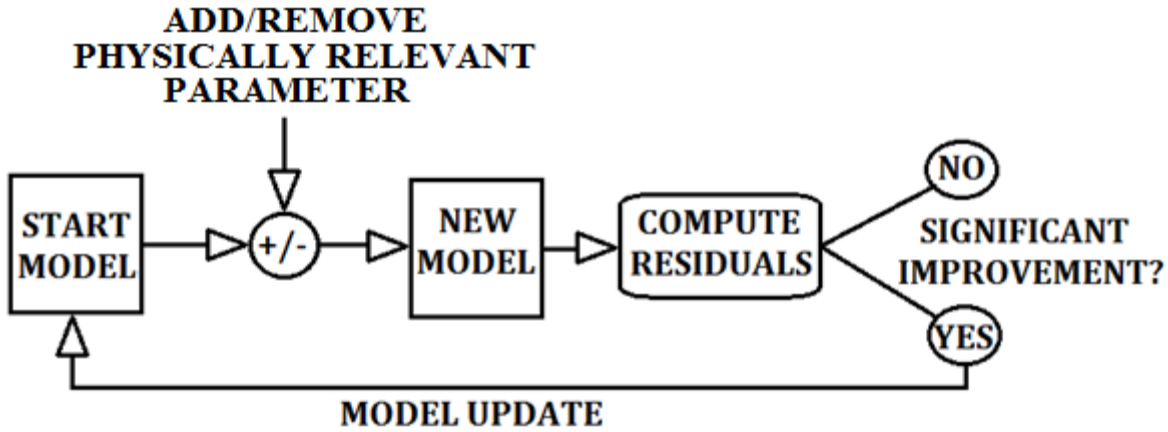 ADD/REMOVE
PHYSICALLY RELEVANT
PARAMETER
START
MODEL
+/-
NEW
MODEL
COMPUTE
RESIDUALS
NO
SIGNIFICANT
IMPROVEMENT?
YES
MODEL UPDATE